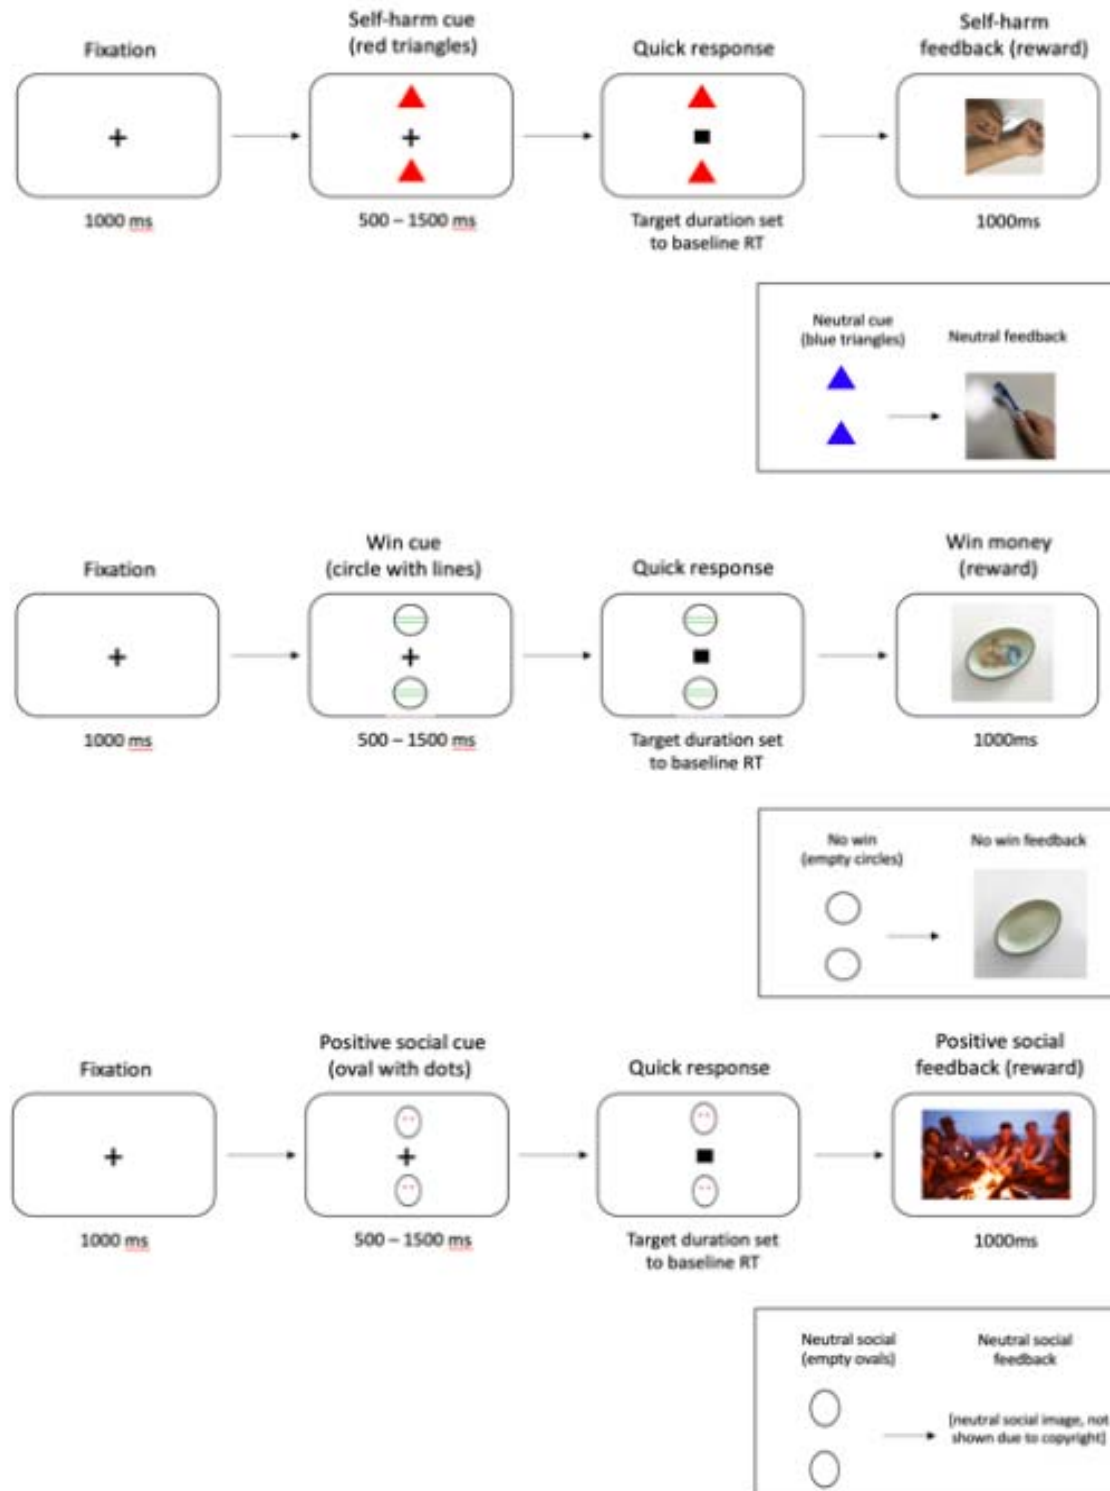 Fixation
Self-harm cue
(red triangles)
Quick response
Self-harm
feedback (reward)
1000 ms
500 – 1500 ms
Target duration set
to baseline RT
1000ms
Neutral cue
(blue triangles)
Neutral feedback
Fixation
Win cue
(circle with lines)
Quick response
Win money
(reward)
1000 ms
500 – 1500 ms
Target duration set
to baseline RT
1000ms
No win
(empty circles)
No win feedback
Fixation
Positive social cue
(oval with dots)
Quick response
Positive social
feedback (reward)
1000 ms
500 – 1500 ms
Target duration set
to baseline RT
1000ms
Neutral social
(empty ovals)
Neutral social
feedback
[neutral social image, not
shown due to copyright]